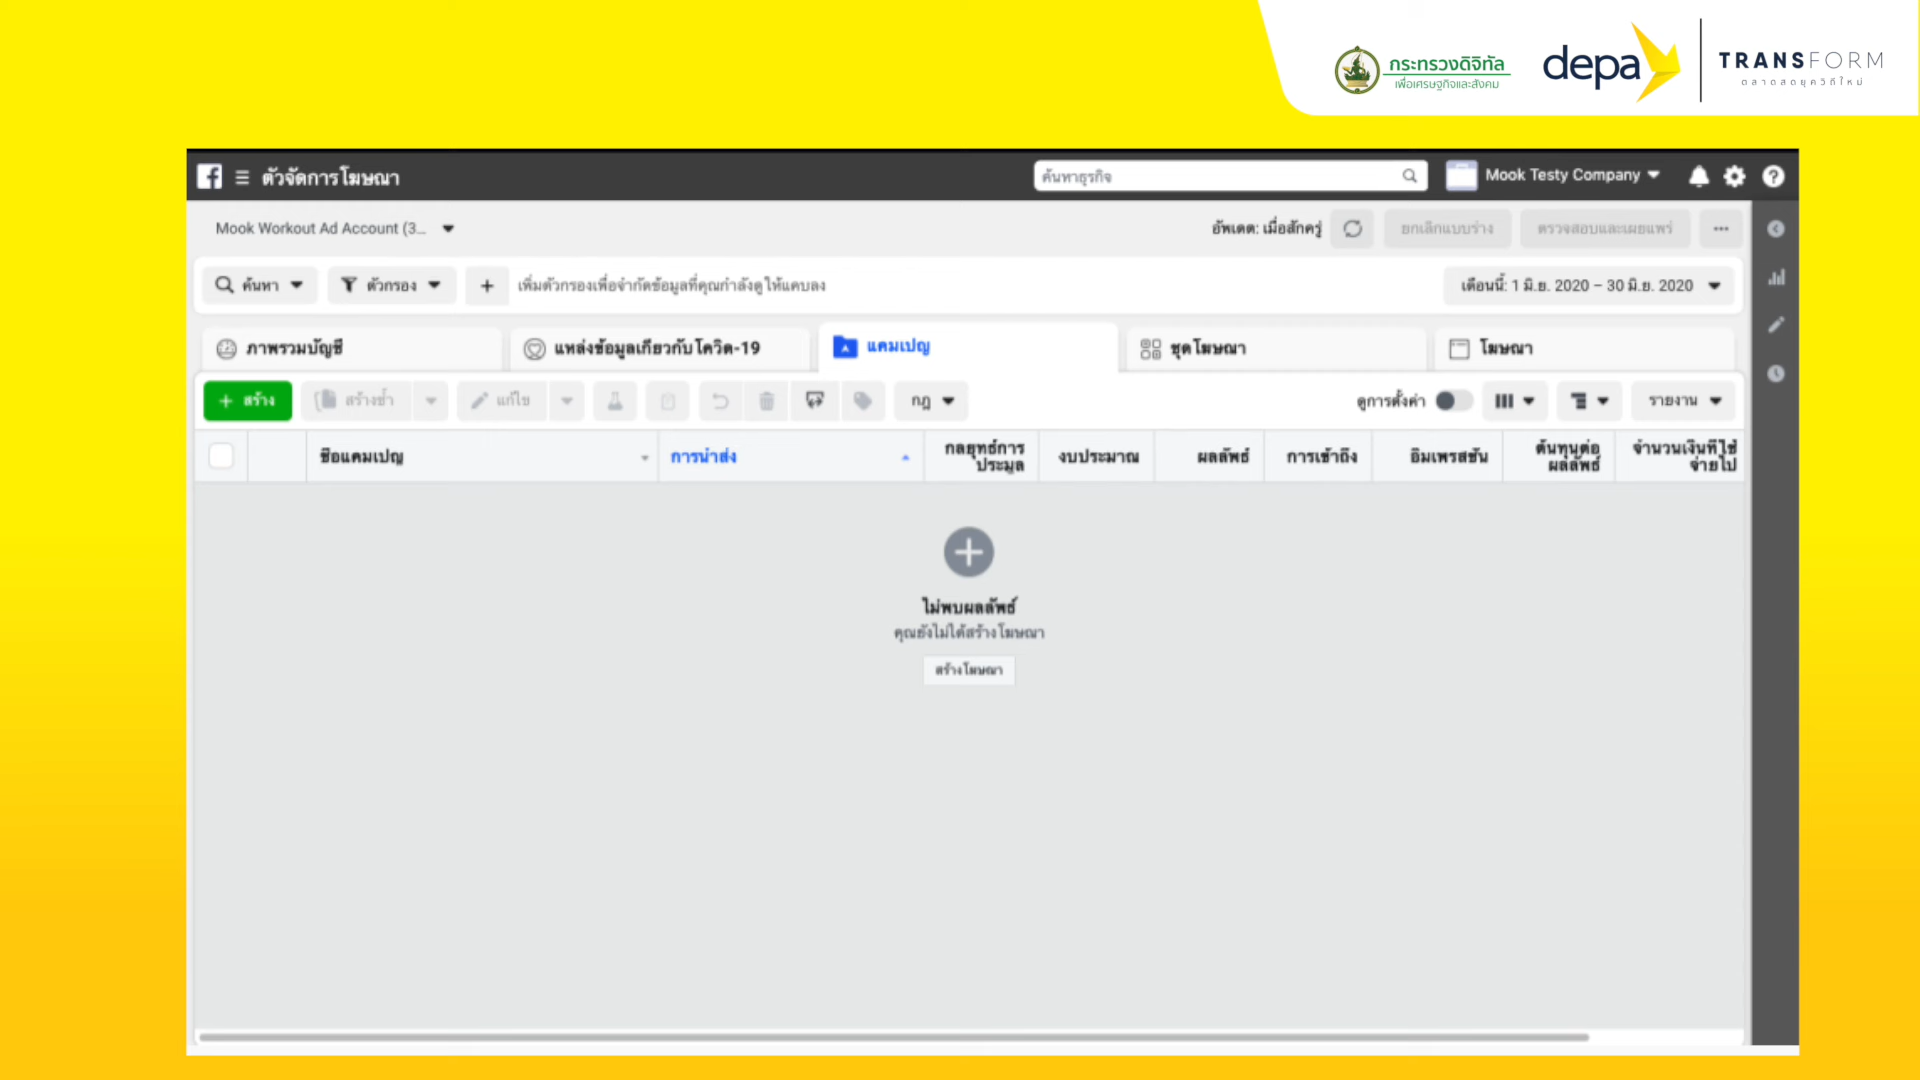 กระทรวงดิจิทัล
เพื่อเศรษฐกิจและสังคม
depa
TRANSFORM
ตลาดสดยุควิถีใหม่
ตัวจัดการโฆษณา
ค้นหาธุรกิจ
Mook Testy Company
Mook Workout Ad Account (3...
อัพเดต: เมื่อสักครู่
ยกเลิกแบบร่าง
ตรวจสอบและเผยแพร่
ค้นหา
ตัวกรอง
+
เพิ่มตัวกรองเพื่อจำกัดข้อมูลที่คุณกำลังดูให้แคบลง
เดือนนี้: 1 มิ.ย. 2020 – 30 มิ.ย. 2020
ภาพรวมบัญชี
แหล่งข้อมูลเกี่ยวกับโควิด-19
แคมเปญ
ชุดโฆษณา
โฆษณา
+ สร้าง
สร้างซ้ำ
แก้ไข
กฎ
ดูการตั้งค่า
รายงาน
ชื่อแคมเปญ
การนำส่ง
กลยุทธ์การ
ประมูล
งบประมาณ
ผลลัพธ์
การเข้าถึง
อิมเพรสชัน
ต้นทุนต่อ
ผลลัพธ์
จำนวนเงินที่ใช้
จ่ายไป
ไม่พบผลลัพธ์
คุณยังไม่ได้สร้างโฆษณา
สร้างโฆษณา